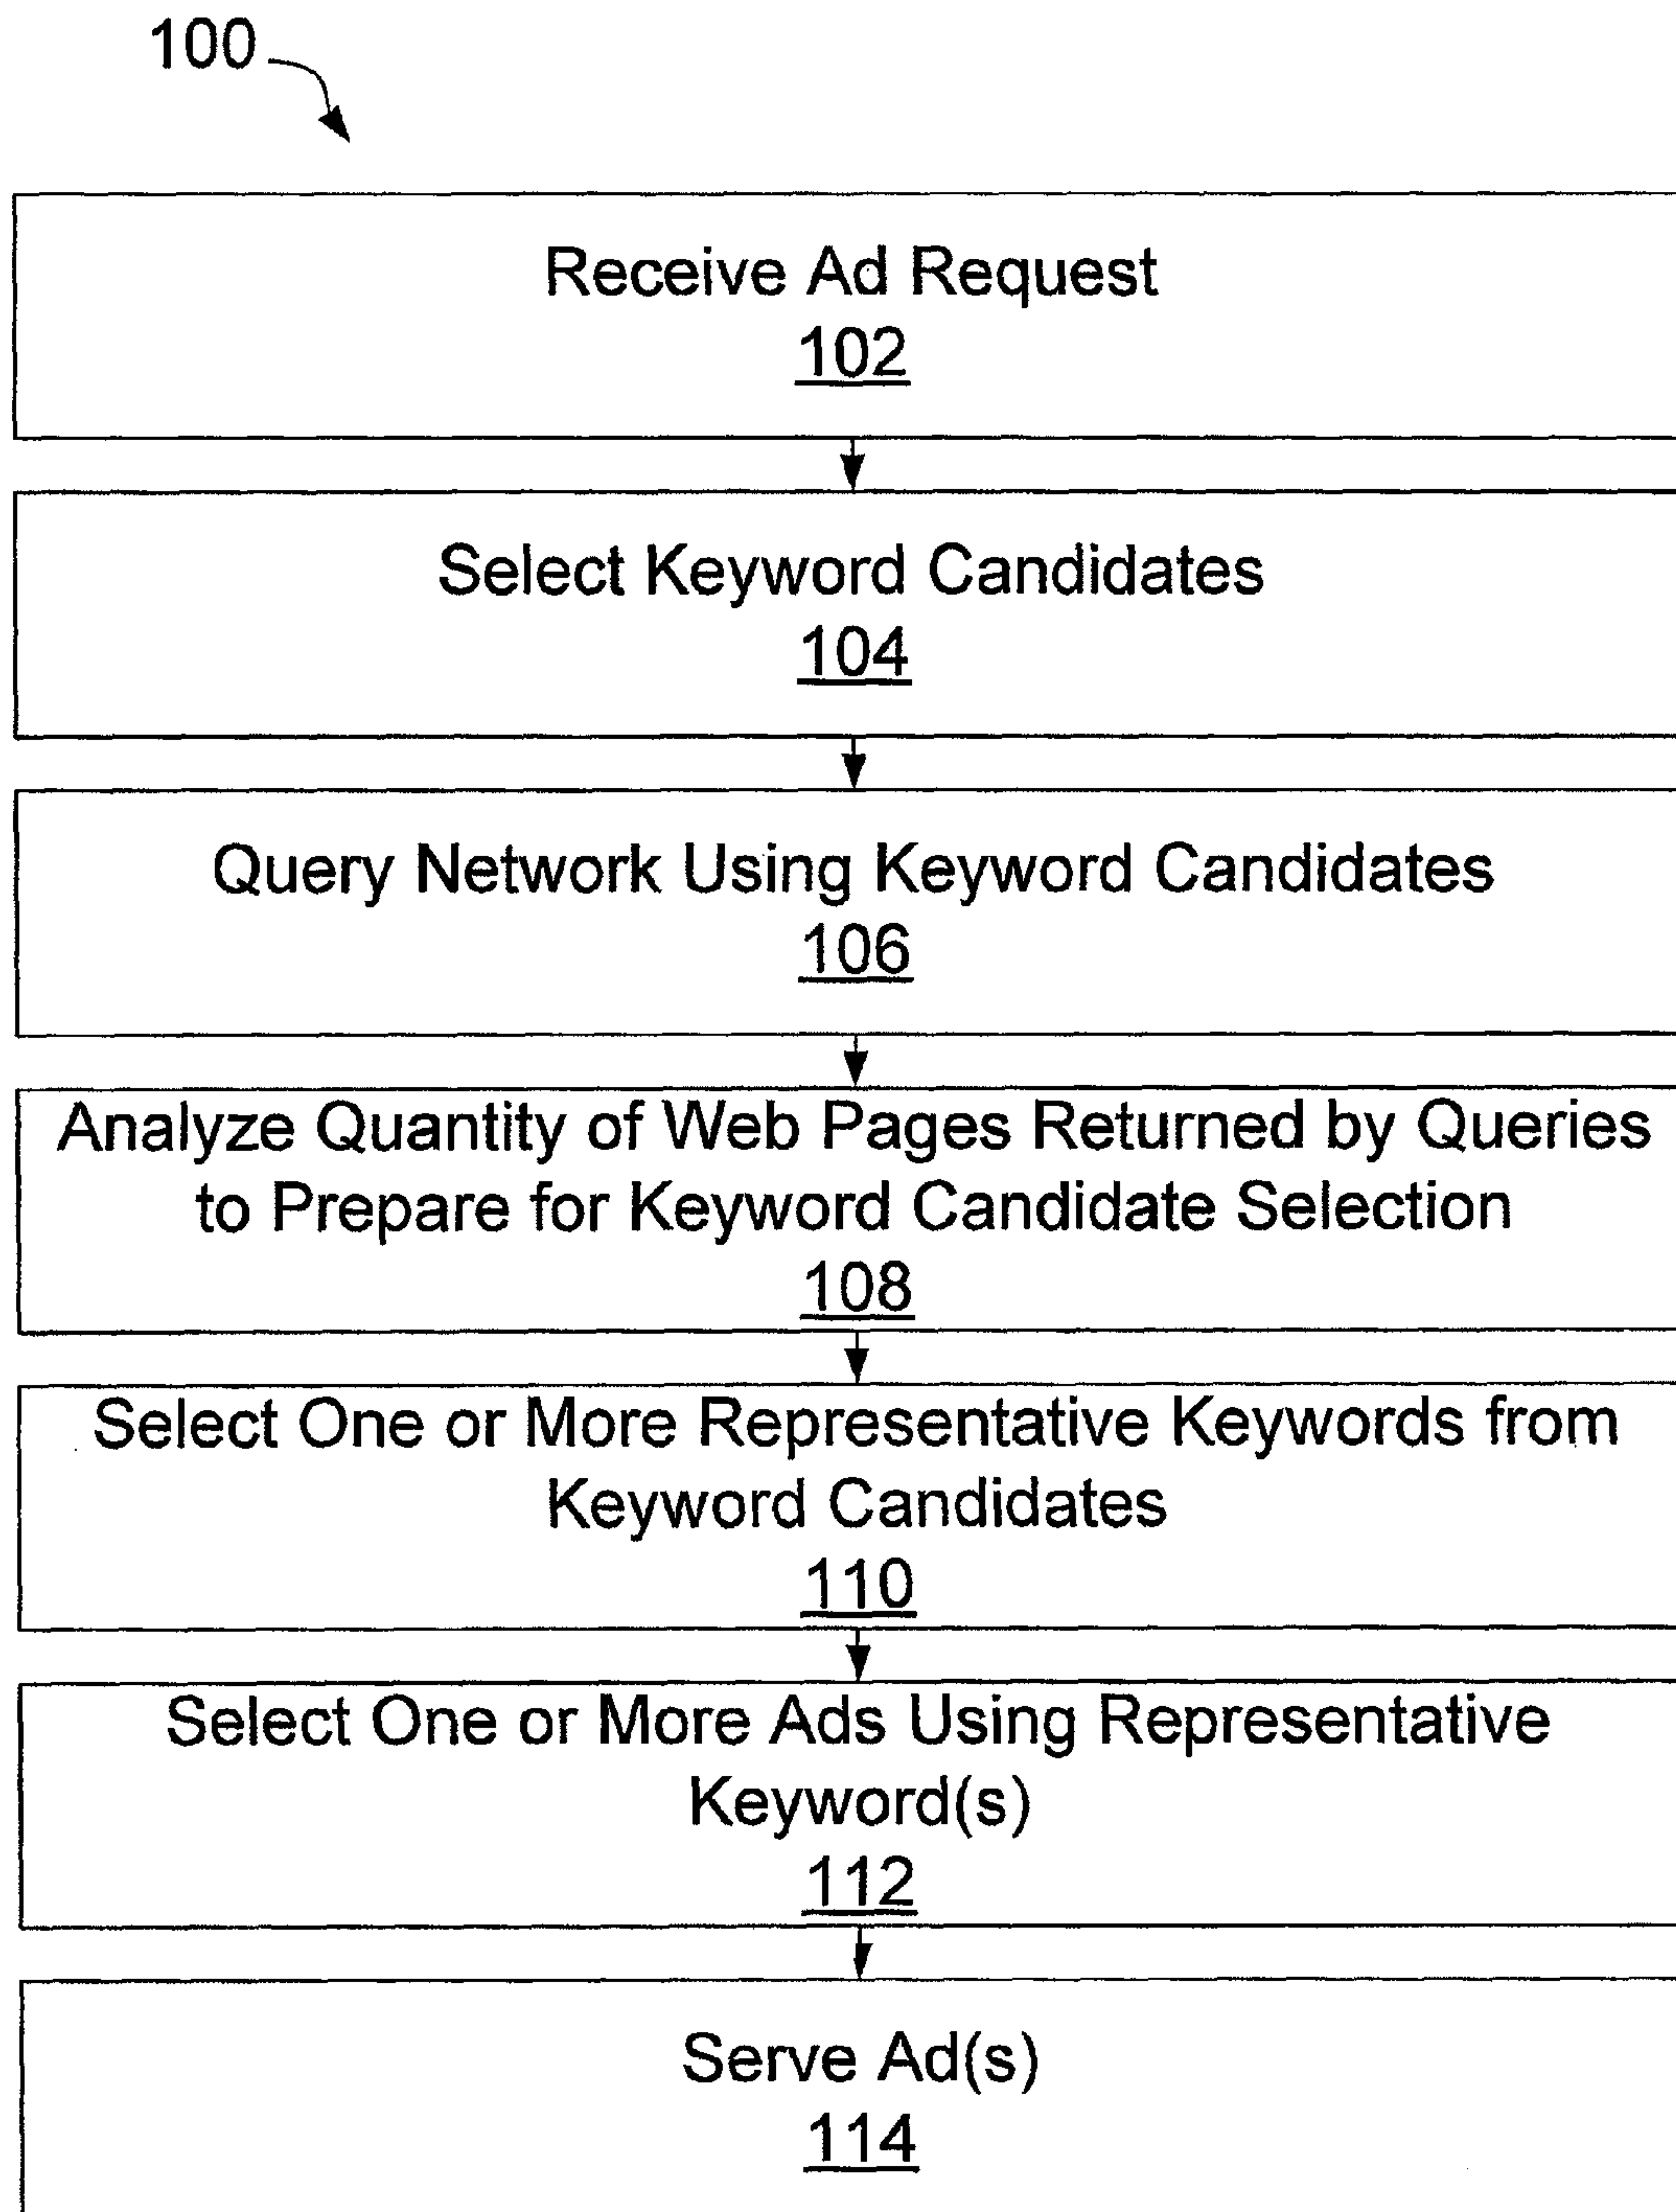 100
Receive Ad Request
102
Select Keyword Candidates
104
Query Network Using Keyword Candidates
106
Analyze Quantity of Web Pages Returned by Queries
to Prepare for Keyword Candidate Selection
108
Select One or More Representative Keywords from
Keyword Candidates
110
Select One or More Ads Using Representative
Keyword(s)
112
Serve Ad(s)
114